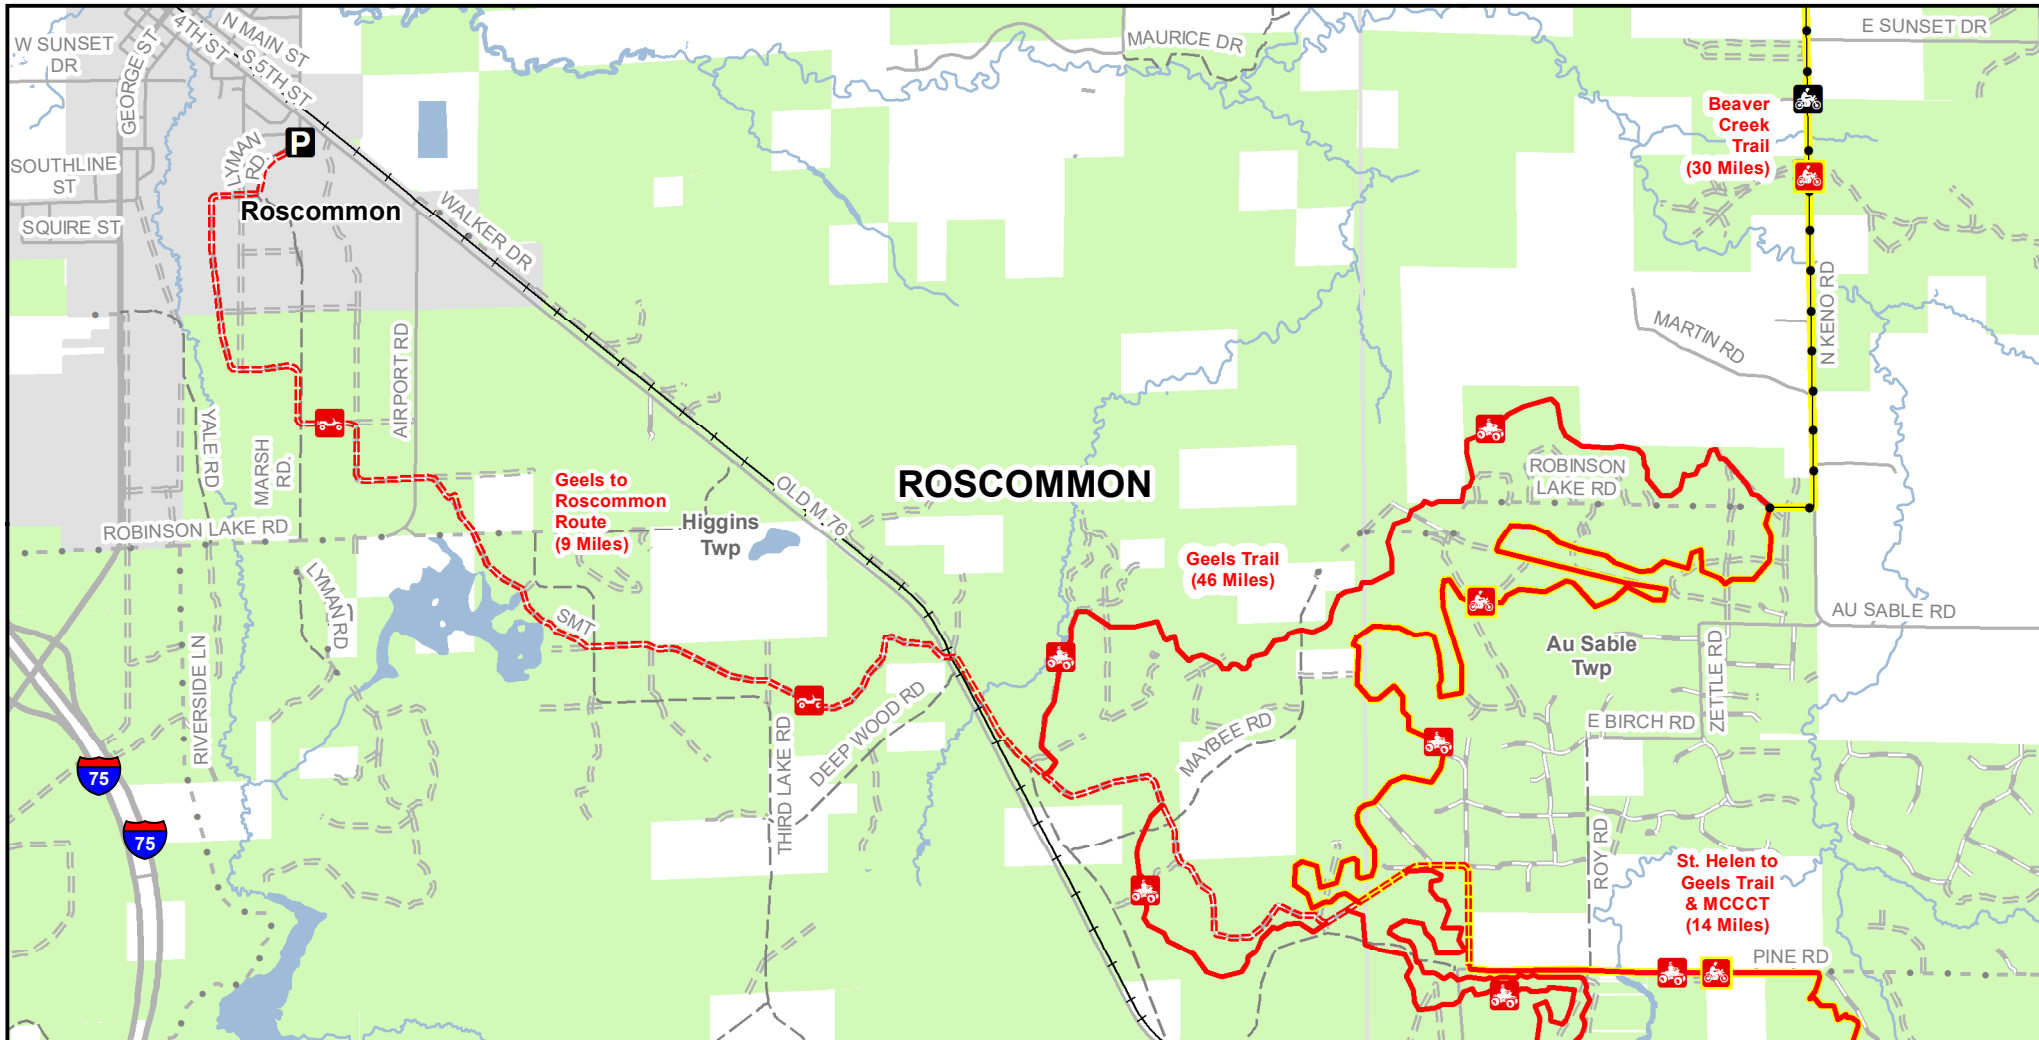 W SUNSET
DR
GEORGE ST
4TH ST
N MAIN ST
S 5TH ST
MAURICE DR
E SUNSET DR
Beaver
Creek
Trail
(30 Miles)
P
LYMAN
RD.
SOUTHLINE
ST
SQUIRE ST
Roscommon
WALKER DR
N KENO RD
MARTIN RD
AIRPORT RD
YALE RD
MARSH
RD.
ROBINSON LAKE RD
Geels to
Roscommon
Route
(9 Miles)
Higgins
Twp
OLD M 76
ROSCOMMON
ROBINSON
LAKE RD
Geels Trail
(46 Miles)
LYMAN RD
SMT
RIVERSIDE LN
AU SABLE RD
Au Sable
Twp
ZETTLE RD
E BIRCH RD
THIRD LAKE RD
DEEP WOOD RD
MAYBEE RD
75
75
ROY RD
St. Helen to
Geels Trail
& MCCCT
(14 Miles)
PINE RD